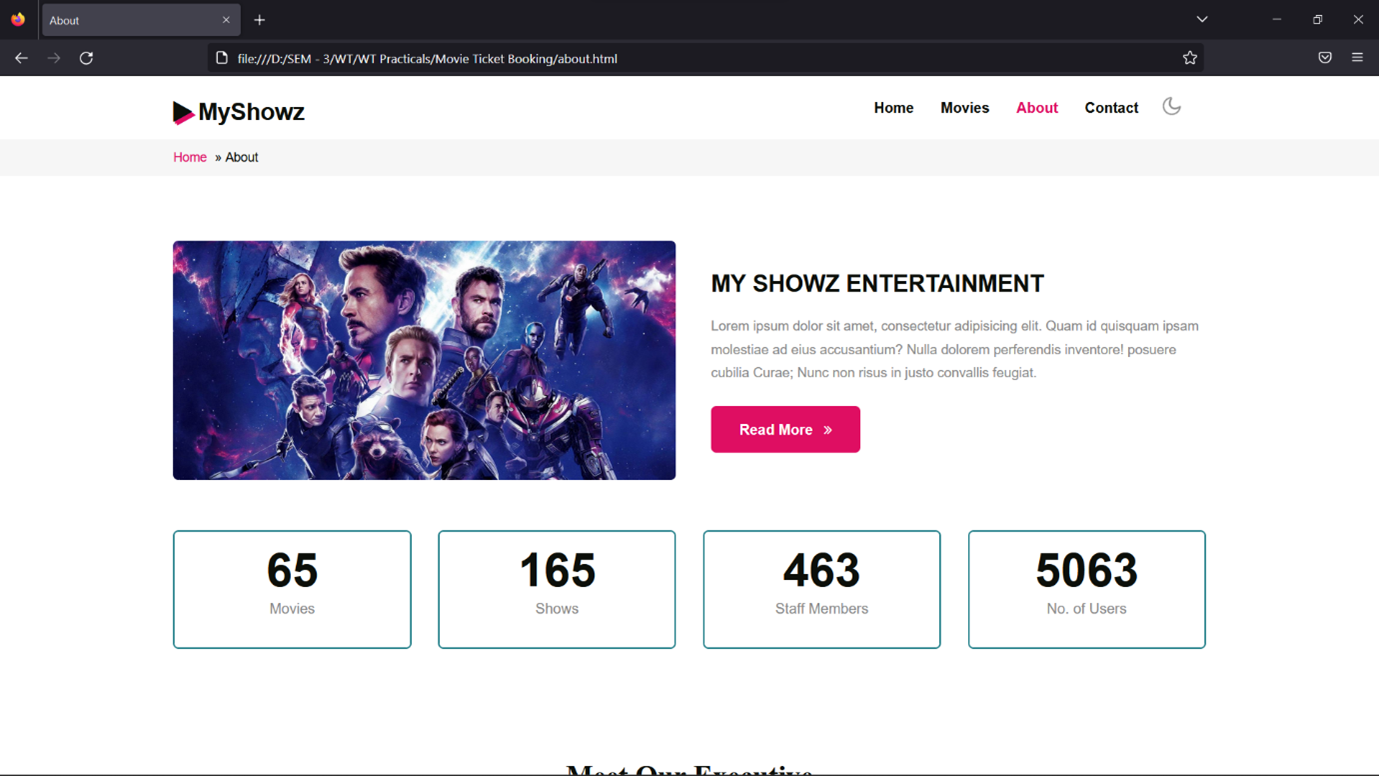 About
file:///D:/SEM - 3/WT/WT Practicals/Movie Ticket Booking/about.html
MyShowz
Home Movies About Contact
Home » About
MY SHOWZ ENTERTAINMENT
Lorem ipsum dolor sit amet, consectetur adipisicing elit. Quam id quisquam ipsam
molestiae ad eius accusantium? Nulla dolorem perferendis inventore! posuere
cubilia Curae; Nunc non risus in justo convallis feugiat.
Read More »
65
Movies
165
Shows
463
Staff Members
5063
No. of Users
Meet Our Executive